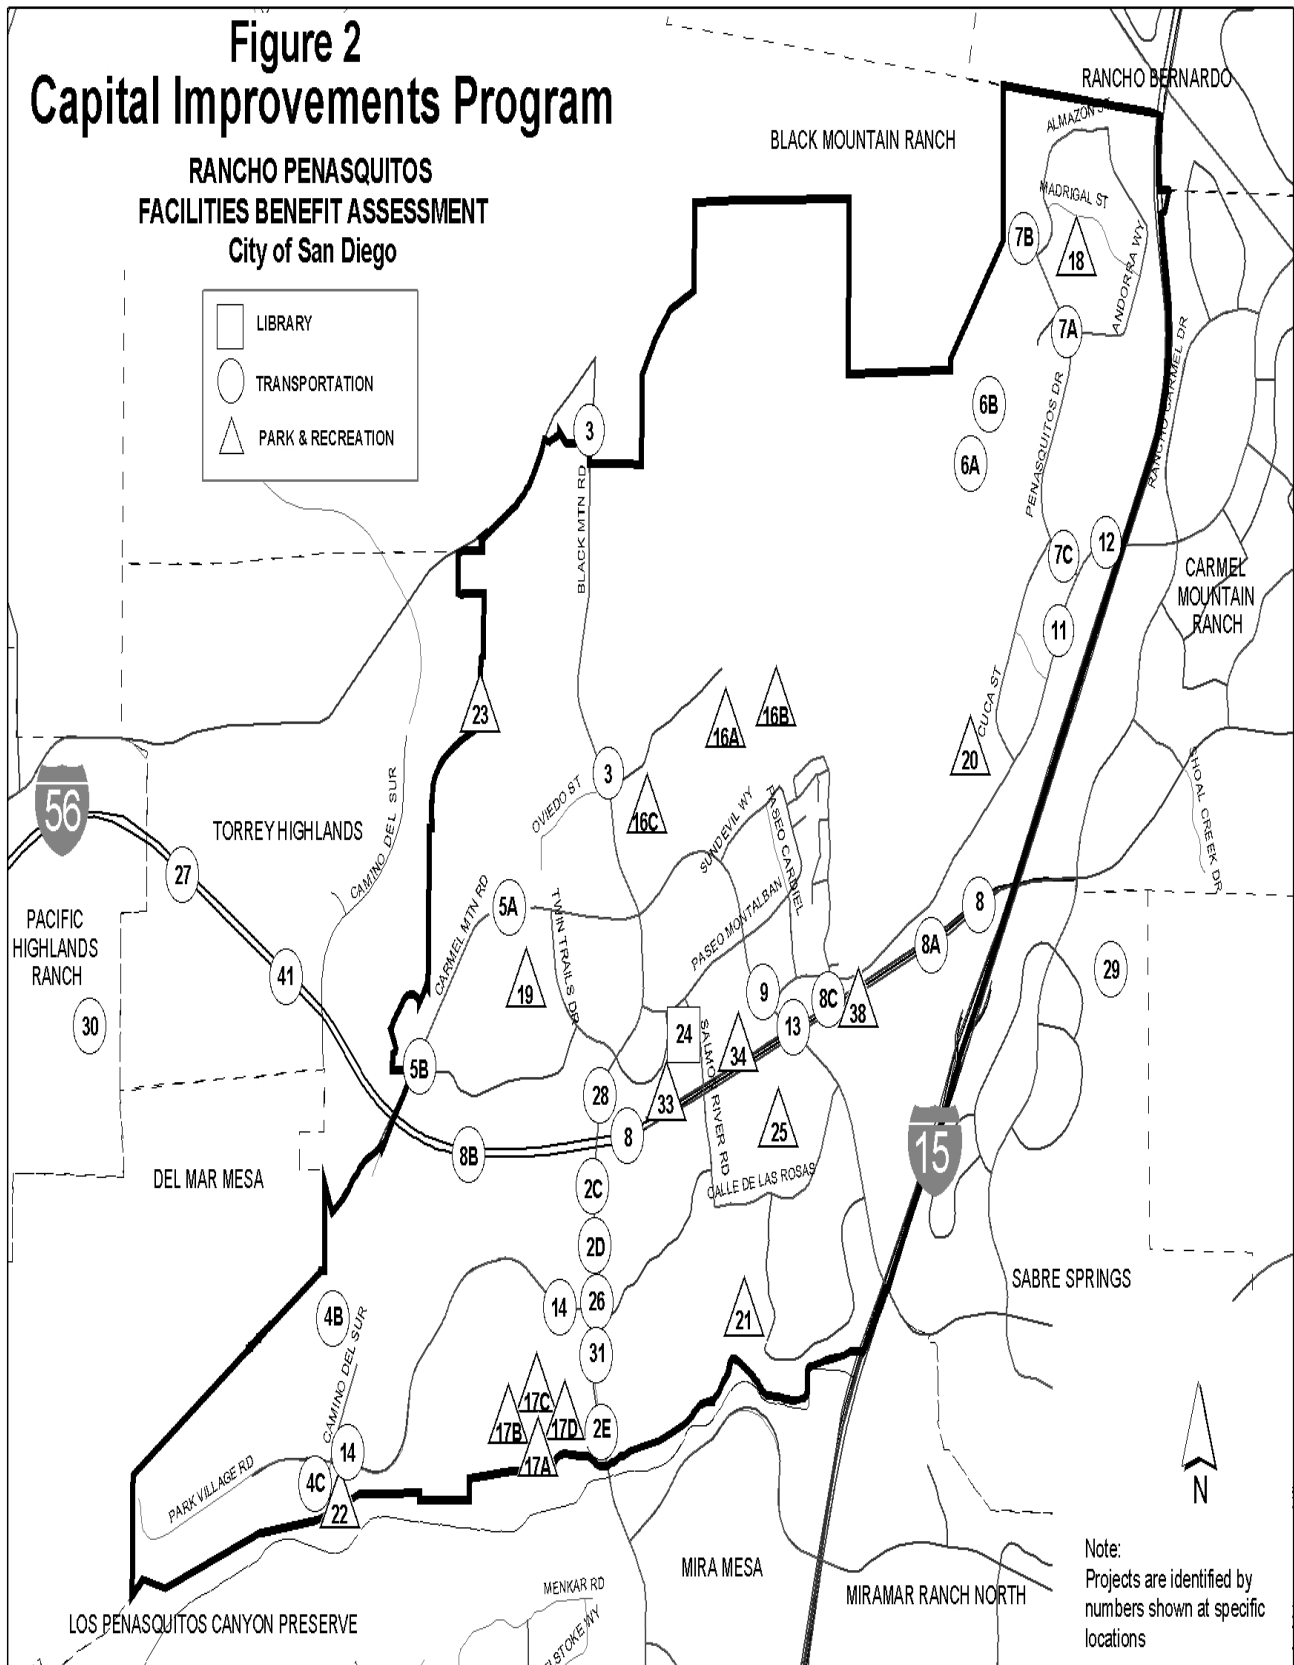 Figure 2
Capital Improvements Program
RANCHO PENASQUITOS
FACILITIES BENEFIT ASSESSMENT
City of San Diego
LIBRARY
TRANSPORTATION
PARK & RECREATION
RANCHO BERNARDO
BLACK MOUNTAIN RANCH
ALMAZON
MADRIGAL ST
7B
18
ANDORRA WY
7A
RANCHO CARMEL DR
PENASQUITOS DR
6B
3
6A
BLACK MTN RD
12
7C
CARMEL
MOUNTAIN
RANCH
11
CUCA ST
23
16B
16A
20
SHOAL CREEK DR
3
56
OVIEDO ST
16C
SUNDEVIL WY
PASEO CARDIEL
TORREY HIGHLANDS
CAMINO DEL SUR
27
CARMEL MTN RD
5A
TWIN TRAILS DR
PASEO MONTALBAN
8
PACIFIC
HIGHLANDS
RANCH
8A
41
19
9
8C
38
29
30
24
SALMON RIVER RD
34
13
5B
28
33
25
8
15
8B
DEL MAR MESA
2C
CALLE DE LAS ROSAS
2D
SABRE SPRINGS
14
26
21
4B
CAMINO DEL SUR
31
17C
17B
17D
2E
14
17A
PARK VILLAGE RD
4C
22
N
Note:
Projects are identified by
numbers shown at specific
locations
MIRA MESA
MENKAR RD
MIRAMAR RANCH NORTH
LOS PENASQUITOS CANYON PRESERVE